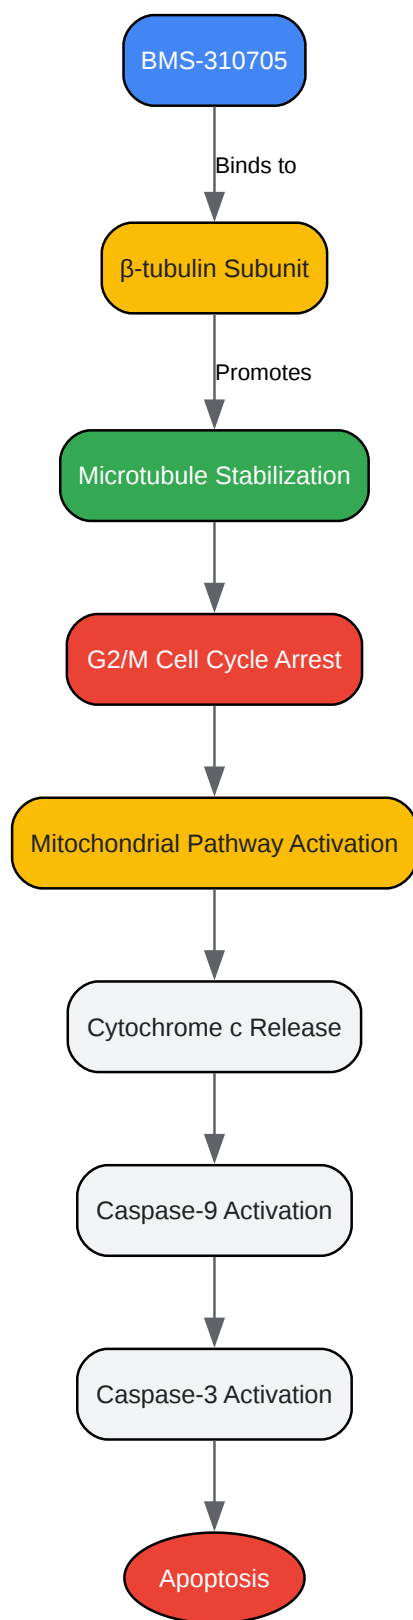 BMS-310705
Binds to
β-tubulin Subunit
Promotes
Microtubule Stabilization
G2/M Cell Cycle Arrest
Mitochondrial Pathway Activation
Cytochrome c Release
Caspase-9 Activation
Caspase-3 Activation
Apoptosis